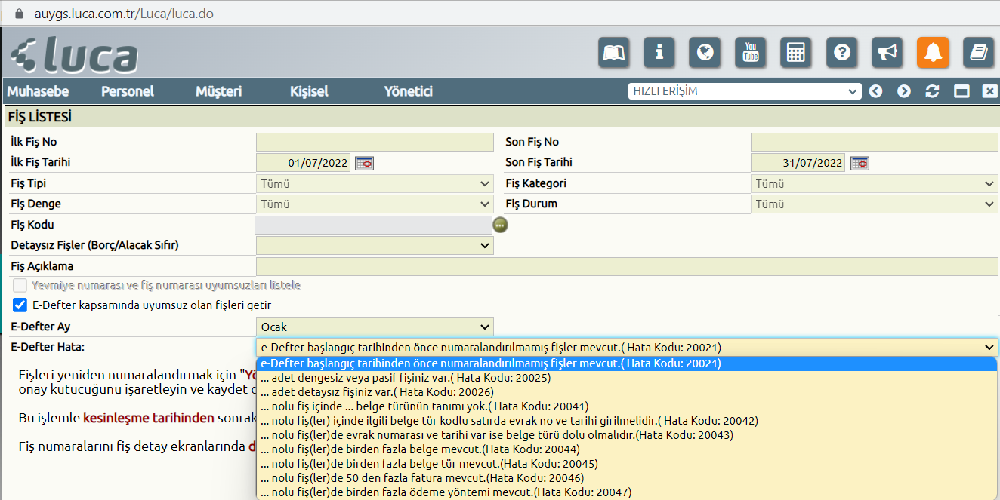 auygs.luca.com.tr/Luca/luca.do
luca
You
Tube
Muhasebe Personel Müşteri Kişisel Yönetici HIZLI ERİŞİM
FİŞ LİSTESİ
İlk Fiş No Son Fiş No
İlk Fiş Tarihi 01/07/2022 Son Fiş Tarihi 31/07/2022
Fiş Tipi Tümü Fiş Kategori Tümü
Fiş Denge Tümü Fiş Durum Tümü
Fiş Kodu
Detaysız Fişler (Borç/Alacak Sıfır)
Fiş Açıklama
Yevmiye numarası ve fiş numarası uyumsuzları listele
E-Defter kapsamında uyumsuz olan fişleri getir
E-Defter Ay Ocak
E-Defter Hata: e-Defter başlangıç tarihinden önce numaralandırılmamış fişler mevcut.( Hata Kodu: 20021)
e-Defter başlangıç tarihinden önce numaralandırılmamış fişler mevcut.( Hata Kodu: 20021)
... adet dengesiz veya pasif fişiniz var.( Hata Kodu: 20025)
... adet detaysız fişiniz var.( Hata Kodu: 20026)
... nolu fiş içinde ... belge türünün tanımı yok.( Hata Kodu: 20041)
... nolu fiş(ler) içinde ilgili belge tür kodlu satırda evrak no ve tarihi girilmelidir.( Hata Kodu: 20042)
... nolu fiş(ler)de evrak numarası ve tarihi var ise belge türü dolu olmalıdır.(Hata Kodu: 20043)
... nolu fiş(ler)de birden fazla belge mevcut.(Hata Kodu: 20044)
... nolu fiş(ler)de birden fazla belge tür mevcut.(Hata Kodu: 20045)
... nolu fiş(ler)de 50 den fazla fatura mevcut.(Hata Kodu: 20046)
... nolu fiş(ler)de birden fazla ödeme yöntemi mevcut.(Hata Kodu: 20047)
Fişleri yeniden numaralandırmak için "Yö
onay kutucuğunu işaretleyin ve kaydet
Bu işlemle kesinleşme tarihinden sonrak
Fiş numaralarını fiş detay ekranlarında d